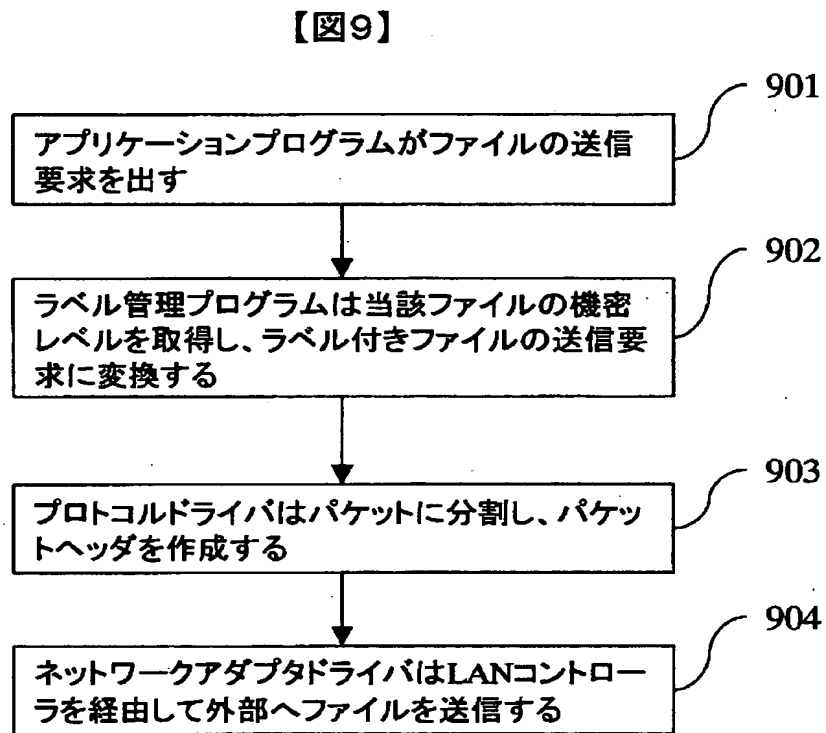 【図9】
901
アプリケーションプログラムがファイルの送信
要求を出す
902
ラベル管理プログラムは当該ファイルの機密
レベルを取得し、ラベル付きファイルの送信要
求に変換する
903
プロトコルドライバはパケットに分割し、パケッ
トヘッダを作成する
904
ネットワークアダプタドライバはLANコントロー
ラを経由して外部へファイルを送信する